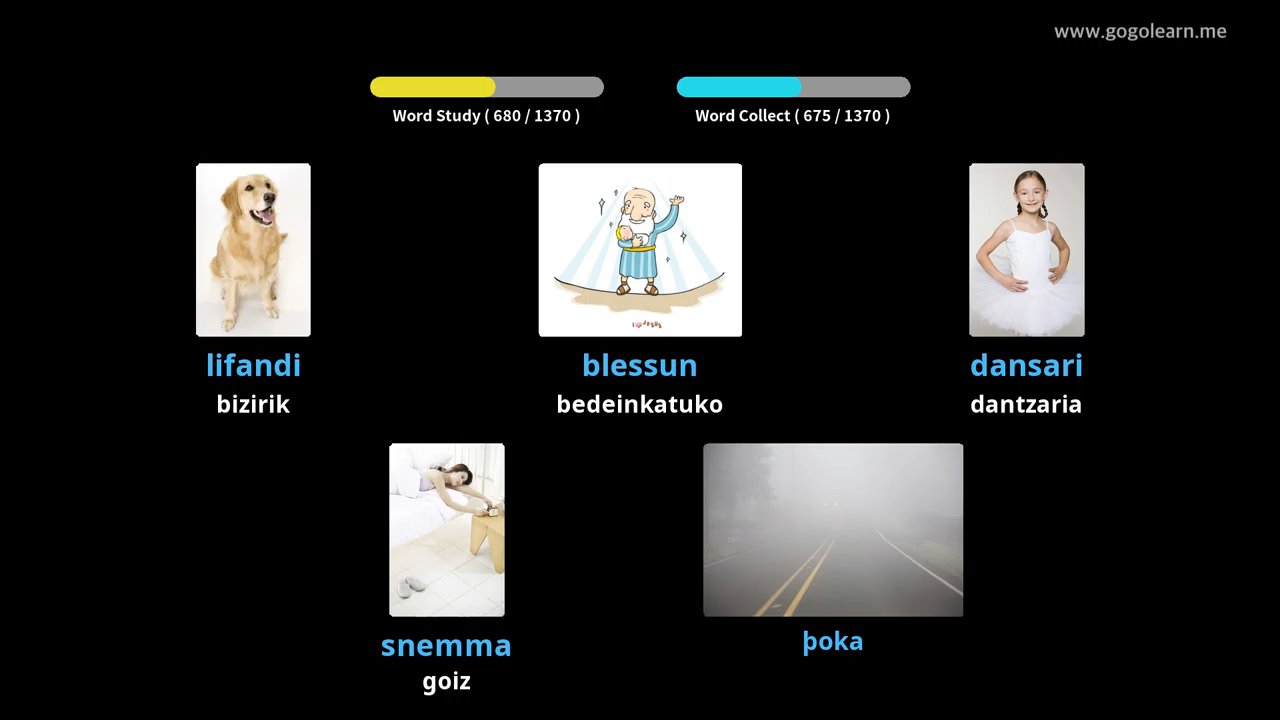 www.gogolearn.me
Word Study ( 680 / 1370 )
Word Collect ( 675 / 1370 )
lifandi
bizirik
blessun
bedeinkatuko
dansari
dantzaria
snemma
goiz
þoka